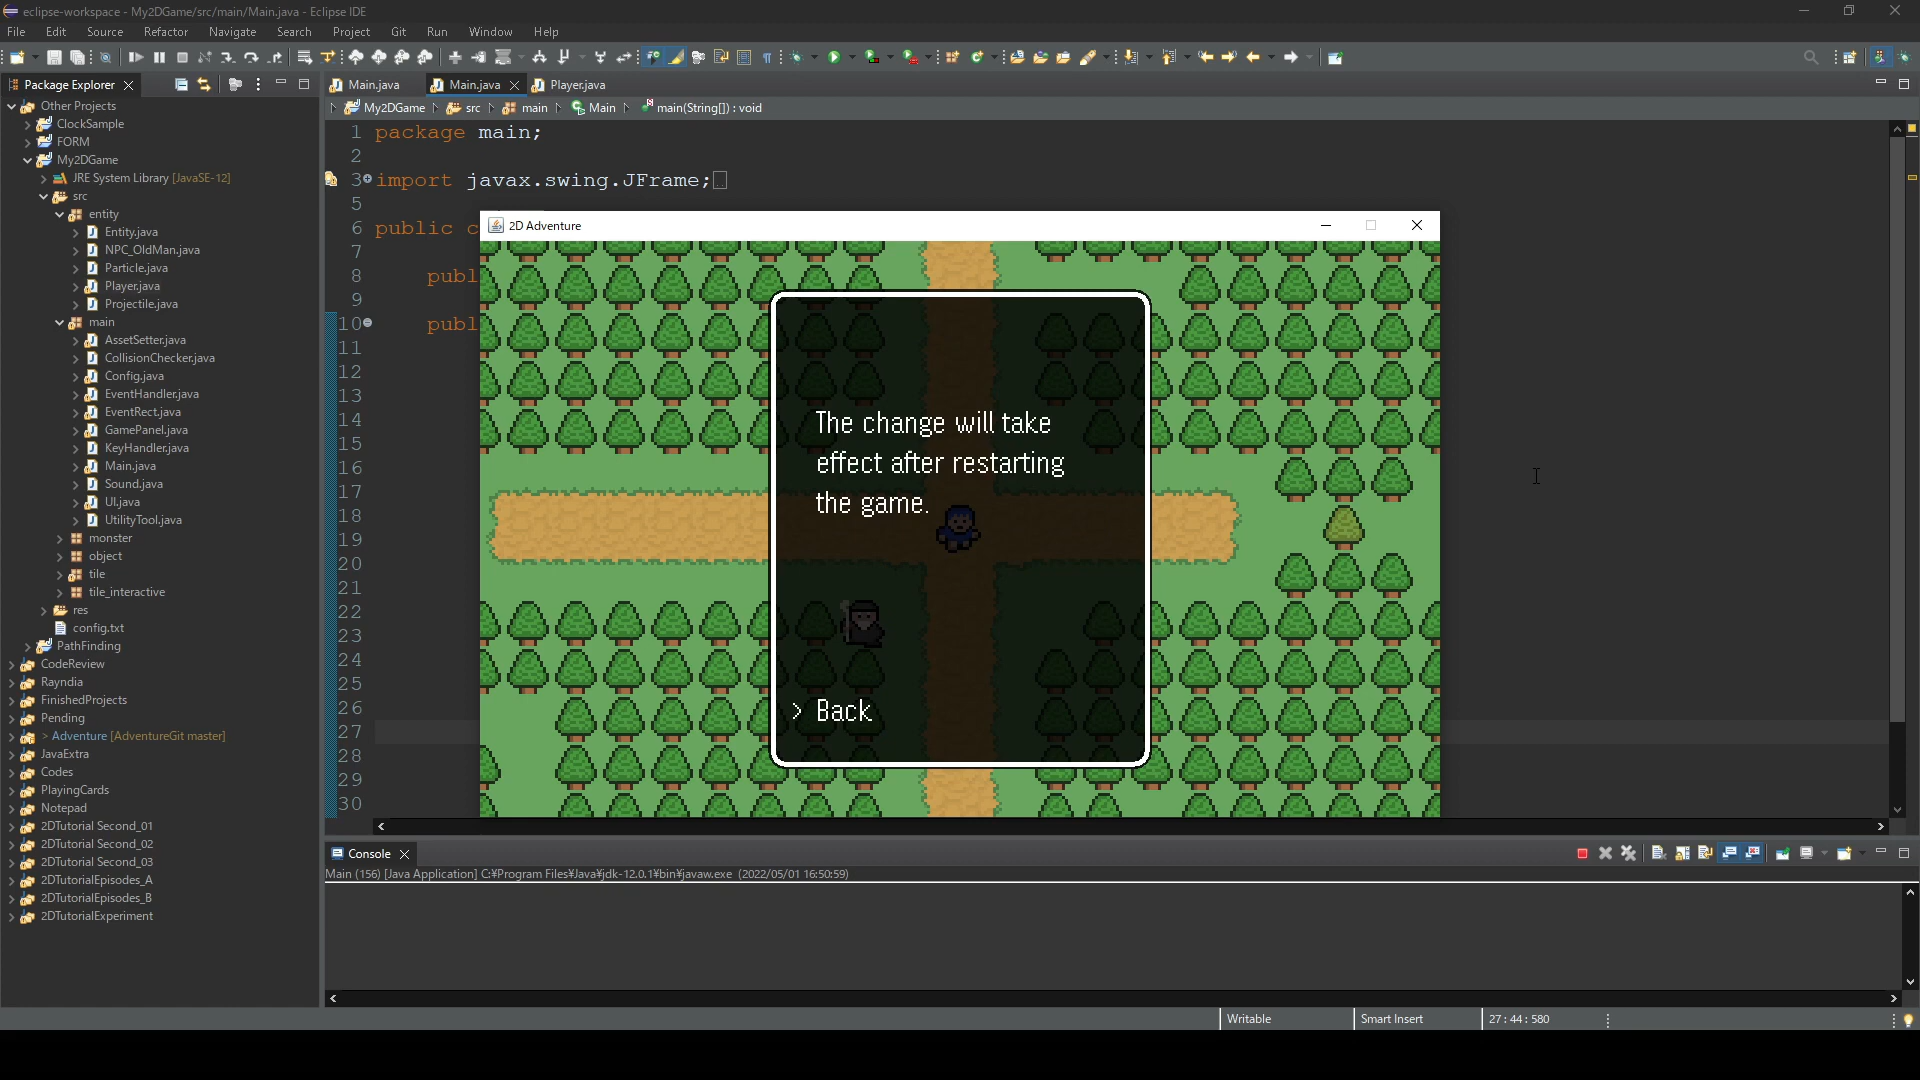 eclipse-workspace - My2DGame/src/main/Main.java - Eclipse IDE
File Edit Source Refactor Navigate Search Project Git Run Window Help
Package Explorer
Main.java Main.java Player.java
My2DGame src main Main main(String[]) : void
Other Projects
ClockSample
FORM
My2DGame
JRE System Library [JavaSE-12]
src
entity
Entity.java
NPC_OldMan.java
Particle.java
Player.java
Projectile.java
main
AssetSetter.java
CollisionChecker.java
Config.java
EventHandler.java
EventRect.java
GamePanel.java
KeyHandler.java
Main.java
Sound.java
UI.java
UtilityTool.java
monster
object
tile
tile_interactive
res
config.txt
PathFinding
CodeReview
Rayndia
FinishedProjects
Pending
> Adventure [AdventureGit master]
JavaExtra
Codes
PlayingCards
Notepad
2DTutorial Second_01
2DTutorial Second_02
2DTutorial Second_03
2DTutorialEpisodes_A
2DTutorialEpisodes_B
2DTutorialExperiment
1 package main;
2
3 import javax.swing.JFrame;
5
6 public c
7
8 publ
9
10 publ
11
12
13
14
15
16
17
18
19
20
21
22
23
24
25
26
27
28
29
30
2D Adventure
The change will take
effect after restarting
the game.
> Back
Console
Main (156) [Java Application] C:¥Program Files¥Java¥jdk-12.0.1¥bin¥javaw.exe (2022/05/01 16:50:59)
Writable Smart Insert 27 : 44 : 580